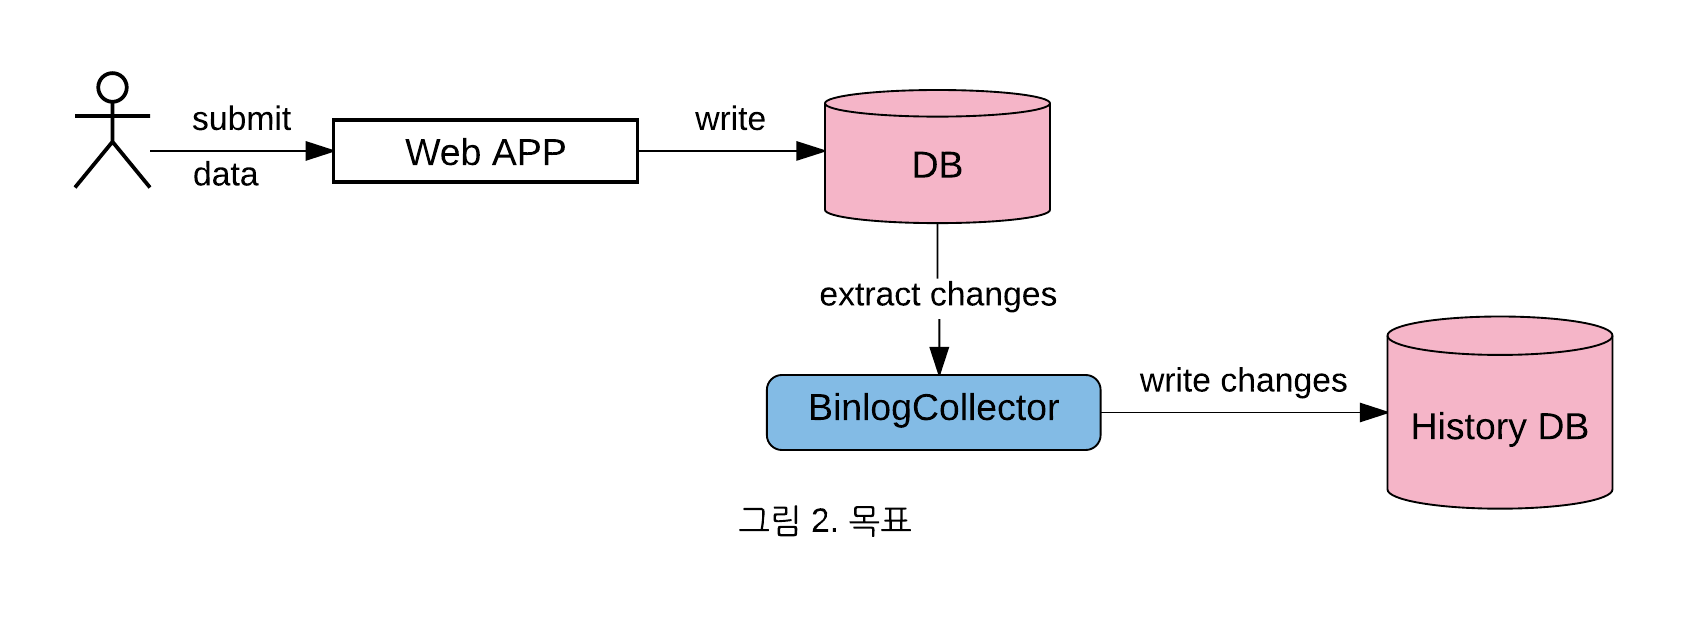 submit
data
Web APP
write
DB
extract changes
BinlogCollector
write changes
History DB
그림 2. 목표